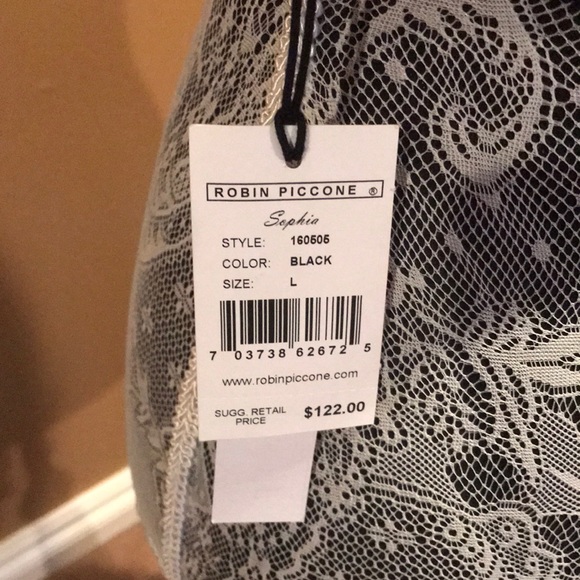 ROBIN PICCONE ®
Sophia
STYLE: 160505
COLOR: BLACK
SIZE: L
7 03738 62672 5
www.robinpiccone.com
SUGG. RETAIL PRICE $122.00